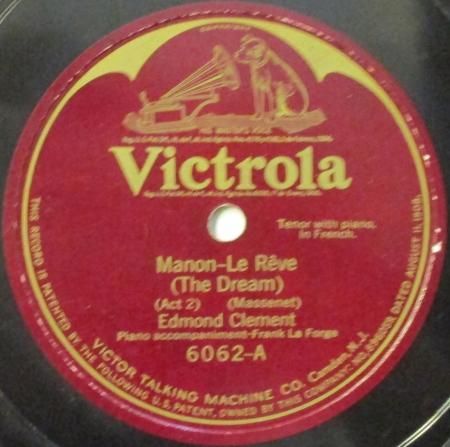 HIS MASTER'S VOICE
Victrola
Tenor with piano.
In French.
Manon-Le Rêve
(The Dream)
(Act 2) (Massenet)
Edmond Clement
Piano accompaniment-Frank La Forge
6062-A
VICTOR TALKING MACHINE CO. Camden, N.J.
THIS RECORD IS PATENTED BY THE FOLLOWING U.S. PATENT, OWNED BY THIS COMPANY: DATED AUGUST 11, 1908.